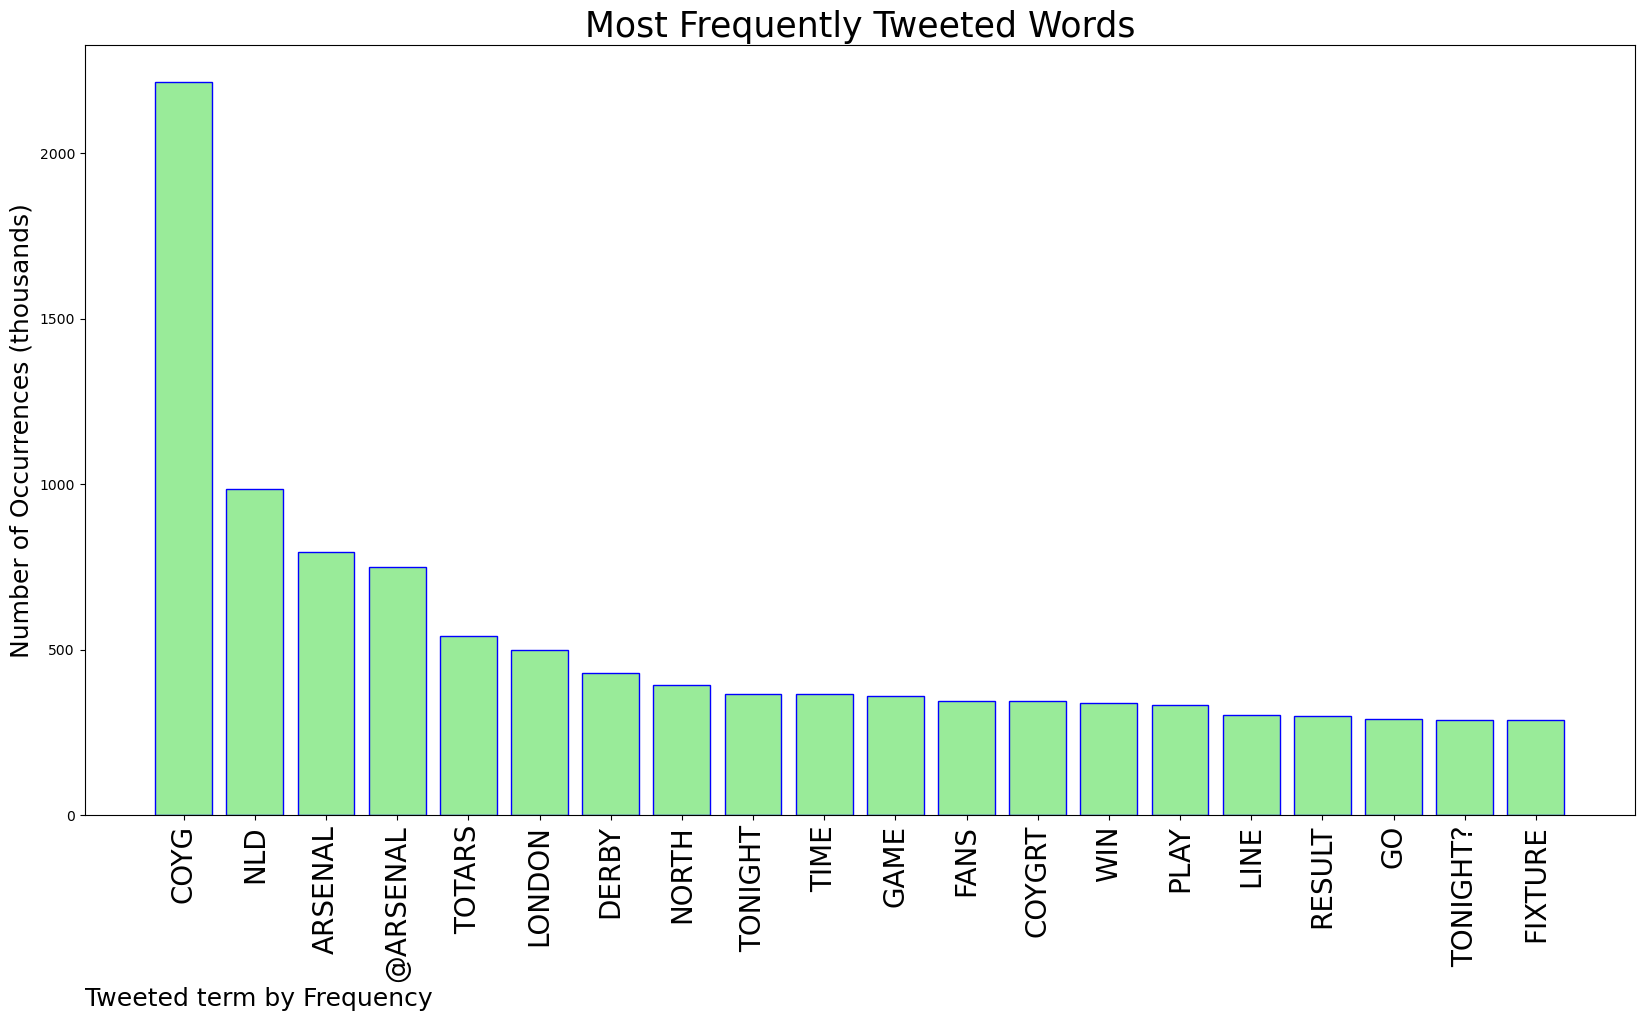 Most Frequently Tweeted Words
Number of Occurrences (thousands)
2000
1500
1000
500
0
COYG
NLD
ARSENAL
@ARSENAL
TOTARS
LONDON
DERBY
NORTH
TONIGHT
TIME
GAME
FANS
COYGRT
WIN
PLAY
LINE
RESULT
GO
TONIGHT?
FIXTURE
Tweeted term by Frequency